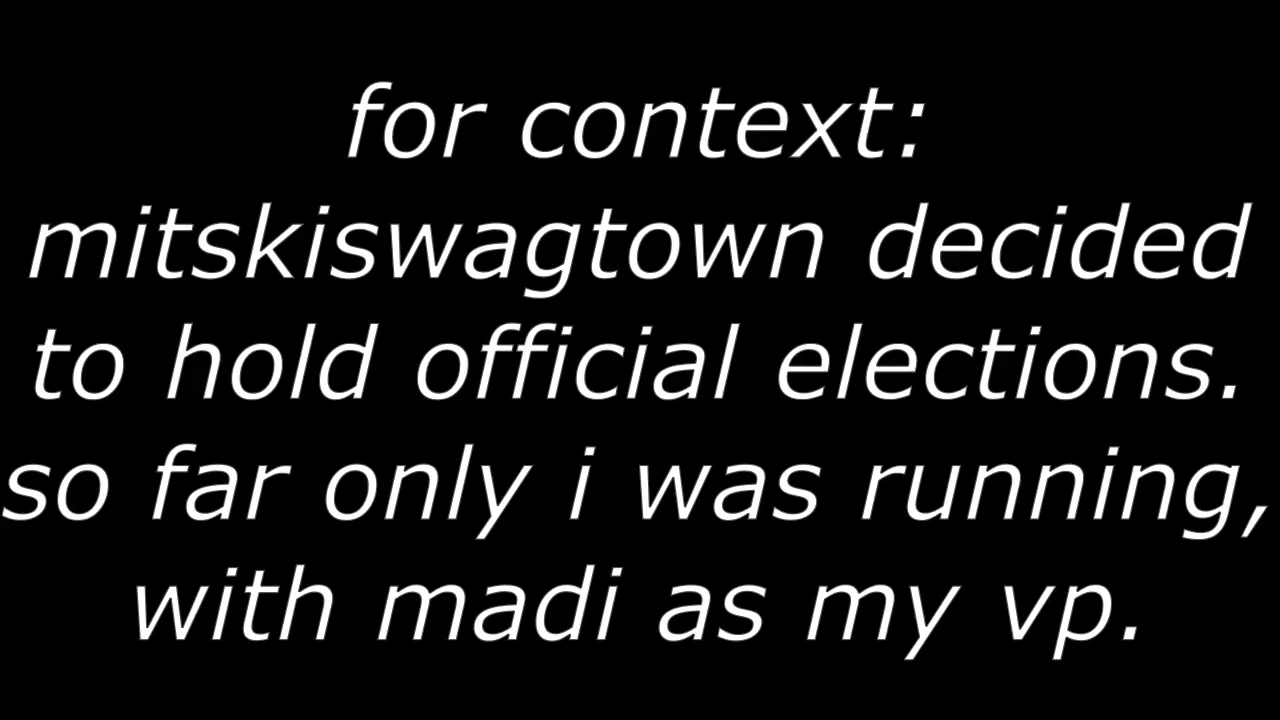 for context:
mitskiswagtown decided
to hold official elections.
so far only i was running,
with madi as my vp.